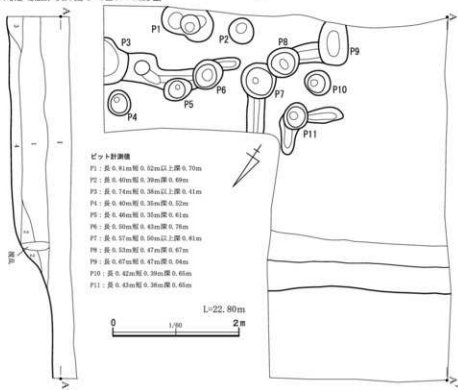 A
A
3
1
4
1
2
2
A'
A'
P1
P2
P3
P4
P5
P6
P7
P8
P9
P10
P11
ピット計測値
P1：長 0.81m短 0.52m以上深 0.70m
P2：長 0.40m短 0.39m深 0.69m
P3：長 0.74m短 0.38m以上深 0.41m
P4：長 0.40m短 0.35m深 0.52m
P5：長 0.46m短 0.35m深 0.61m
P6：長 0.50m短 0.43m深 0.76m
P7：長 0.57m短 0.50m以上深 0.81m
P8：長 0.53m短 0.47m深 0.67m
P9：長 0.67m短 0.47m深 0.04m
P10：長 0.42m短 0.39m深 0.65m
P11：長 0.43m短 0.38m深 0.65m
L=22.80m
0 1/60 2m